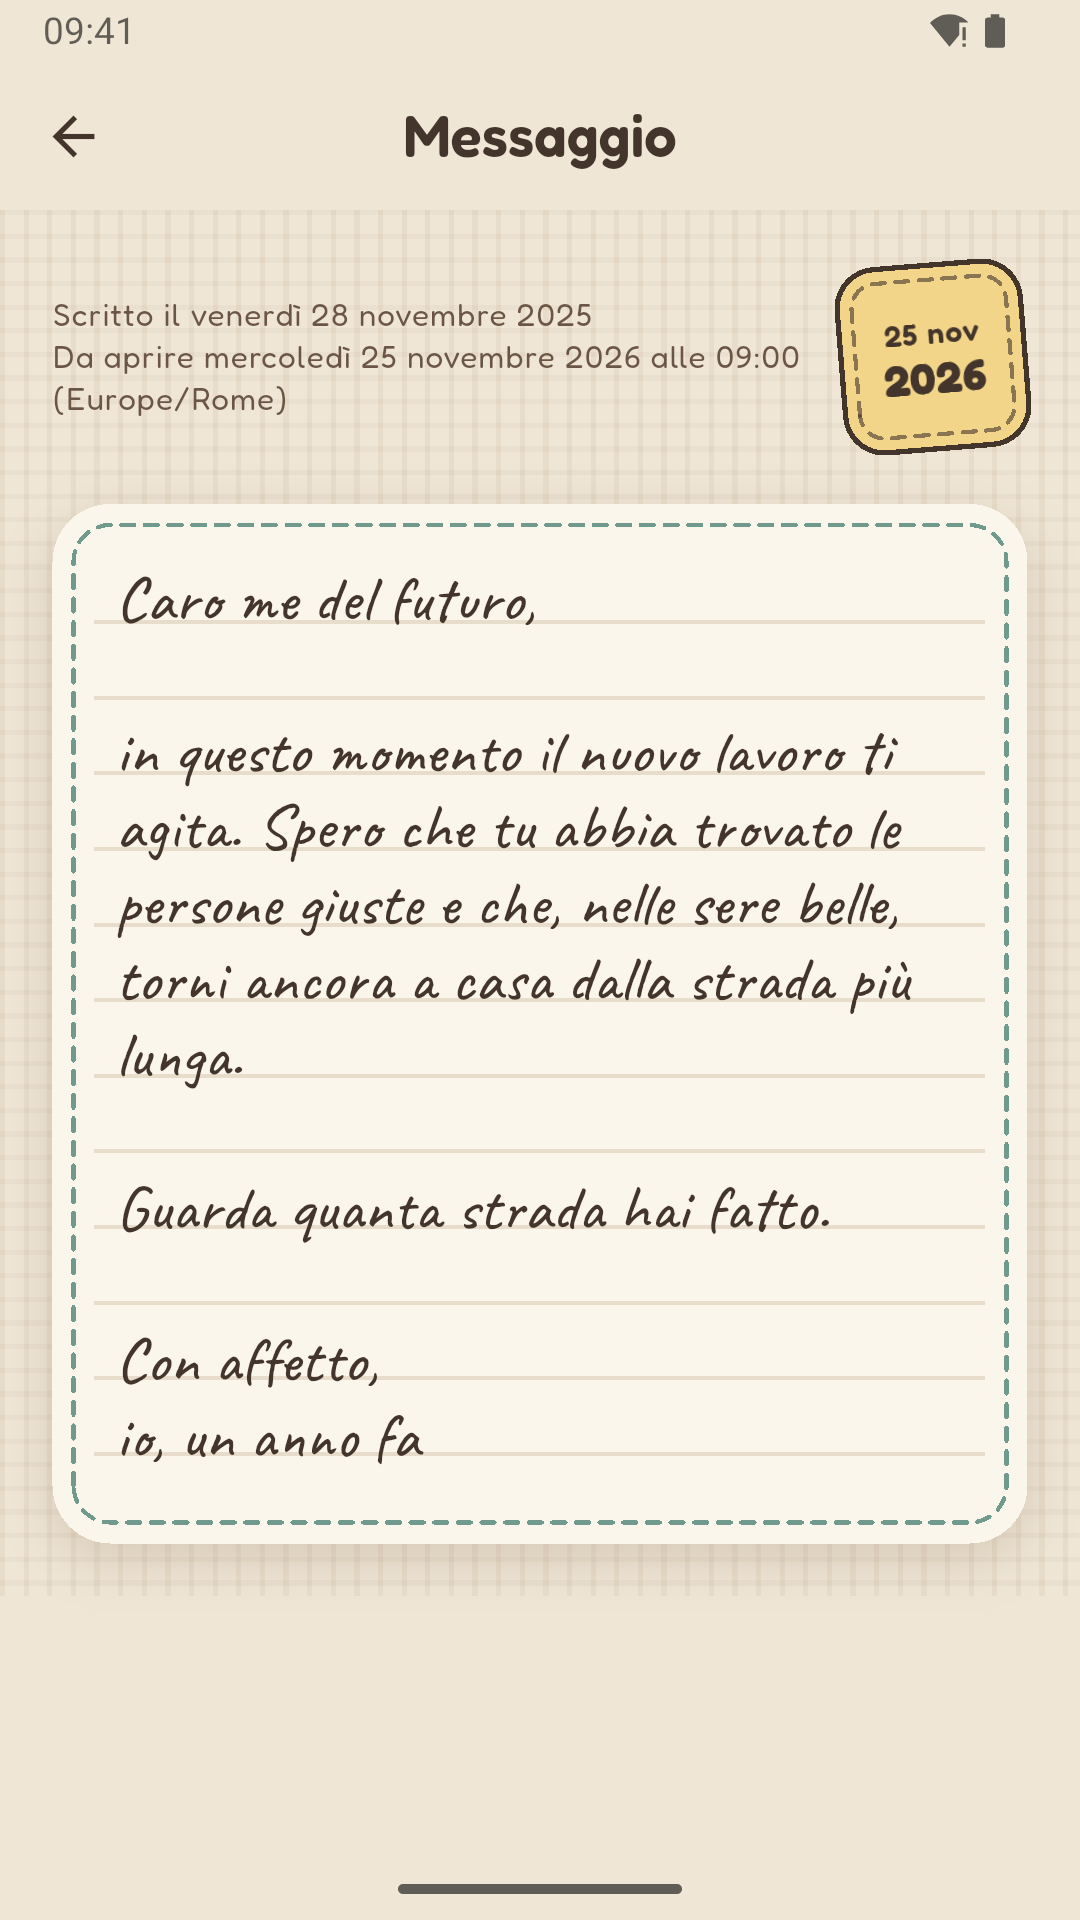 09:41
Messaggio
Scritto il venerdì 28 novembre 2025
Da aprire mercoledì 25 novembre 2026 alle 09:00
(Europe/Rome)
25 nov
2026
Caro me del futuro,
in questo momento il nuovo lavoro ti
agita. Spero che tu abbia trovato le
persone giuste e che, nelle sere belle,
torni ancora a casa dalla strada più
lunga.
Guarda quanta strada hai fatto.
Con affetto,
io, un anno fa